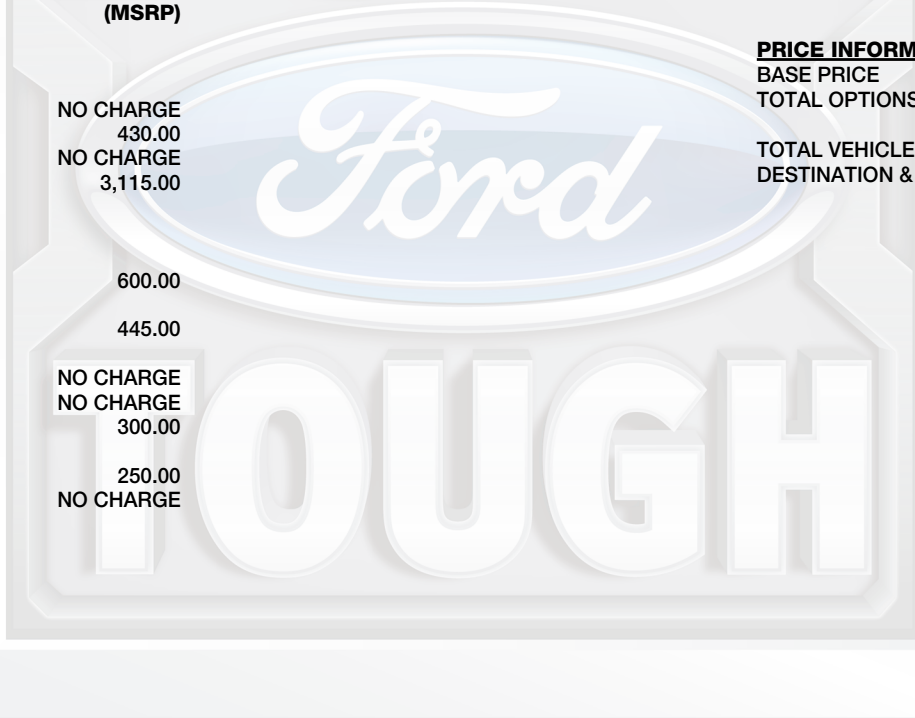 (MSRP)
PRICE INFORM
BASE PRICE
TOTAL OPTIONS
TOTAL VEHICLE
DESTINATION &
NO CHARGE
430.00
NO CHARGE
3,115.00
600.00
445.00
NO CHARGE
NO CHARGE
300.00
250.00
NO CHARGE
Ford
TOUGH